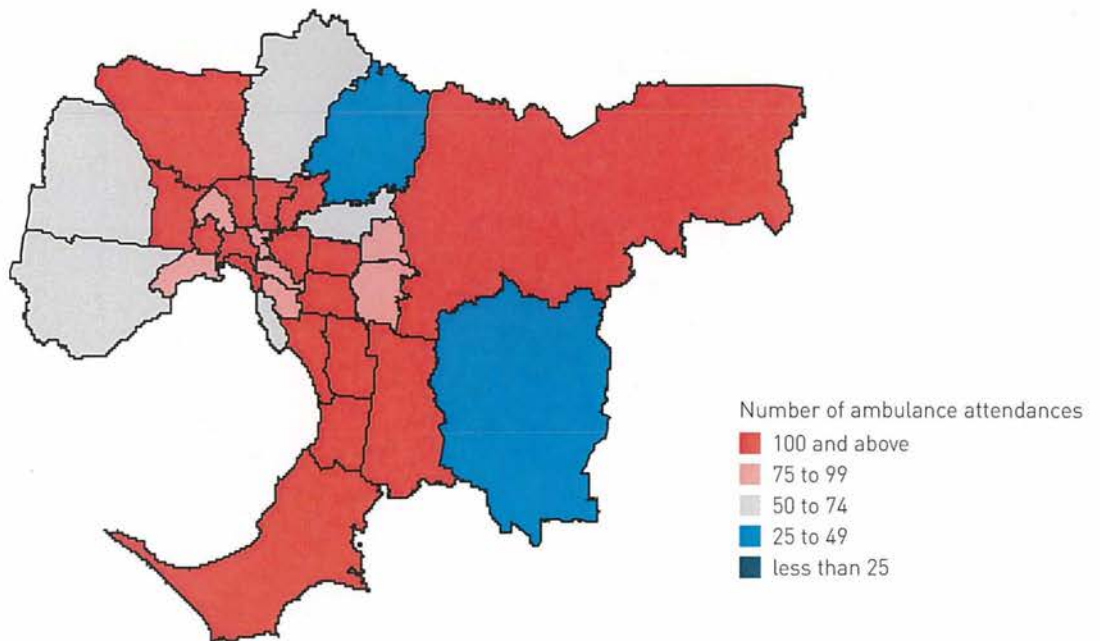 Number of ambulance attendances
100 and above
75 to 99
50 to 74
25 to 49
less than 25